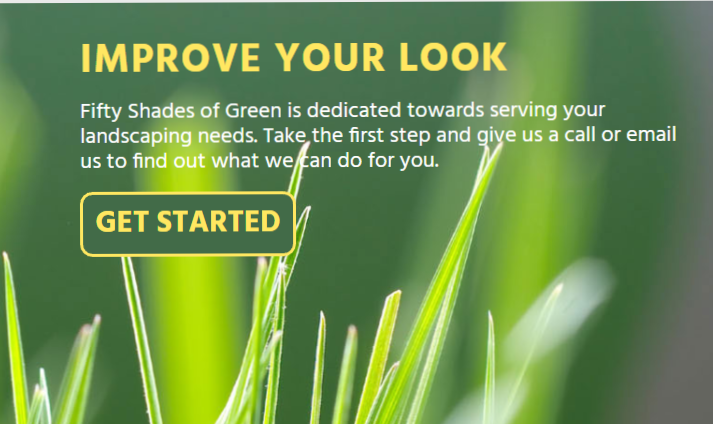 IMPROVE YOUR LOOK
Fifty Shades of Green is dedicated towards serving your
landscaping needs. Take the first step and give us a call or email
us to find out what we can do for you.
GET STARTED